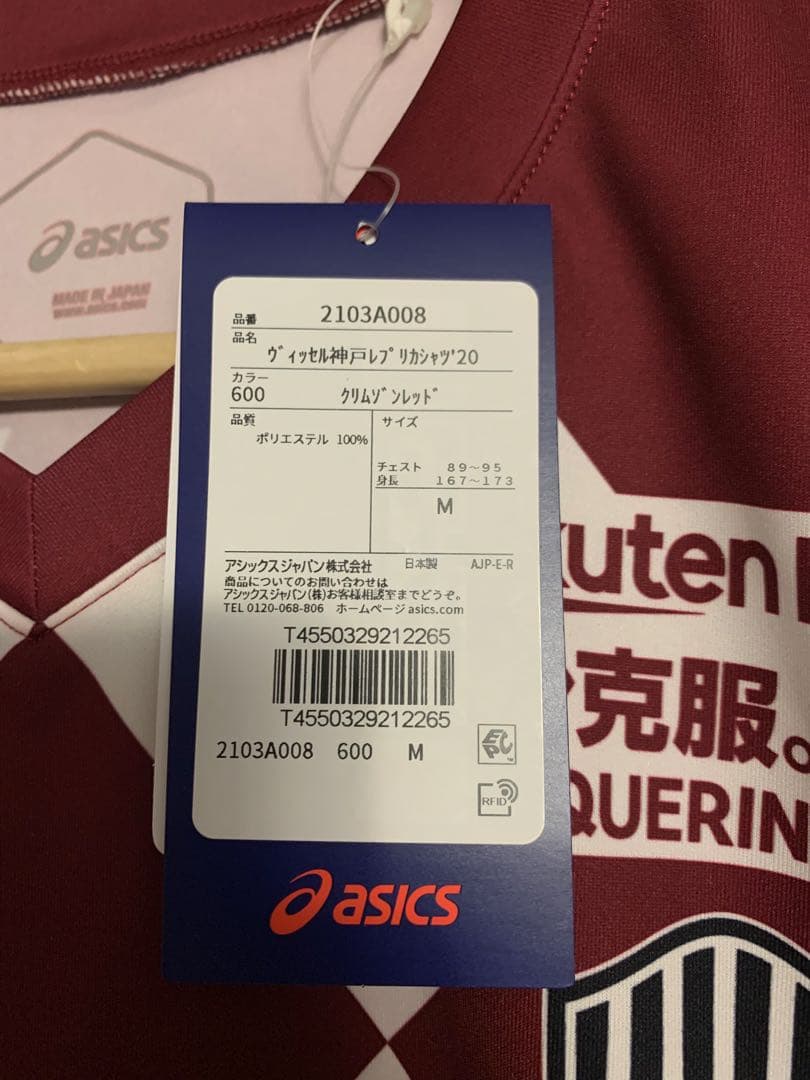 asics
MADE IN JAPAN
www.asics.com
品番 2103A008
品名
ヴィッセル神戸レプリカシャツ'20
カラー
600 クリムゾンレッド
品質 サイズ
ポリエステル 100%
チェスト 89～95
身長 167～173
M
アシックスジャパン株式会社 日本製 AJP-E-R
商品についてのお問い合わせは
アシックスジャパン(株)お客様相談室までどうぞ。
TEL 0120-068-806 ホームページ asics.com
T4550329212265
T4550329212265
2103A008 600 M
EPC
TM
RFID
asics
kuten
克服。
QUERIN